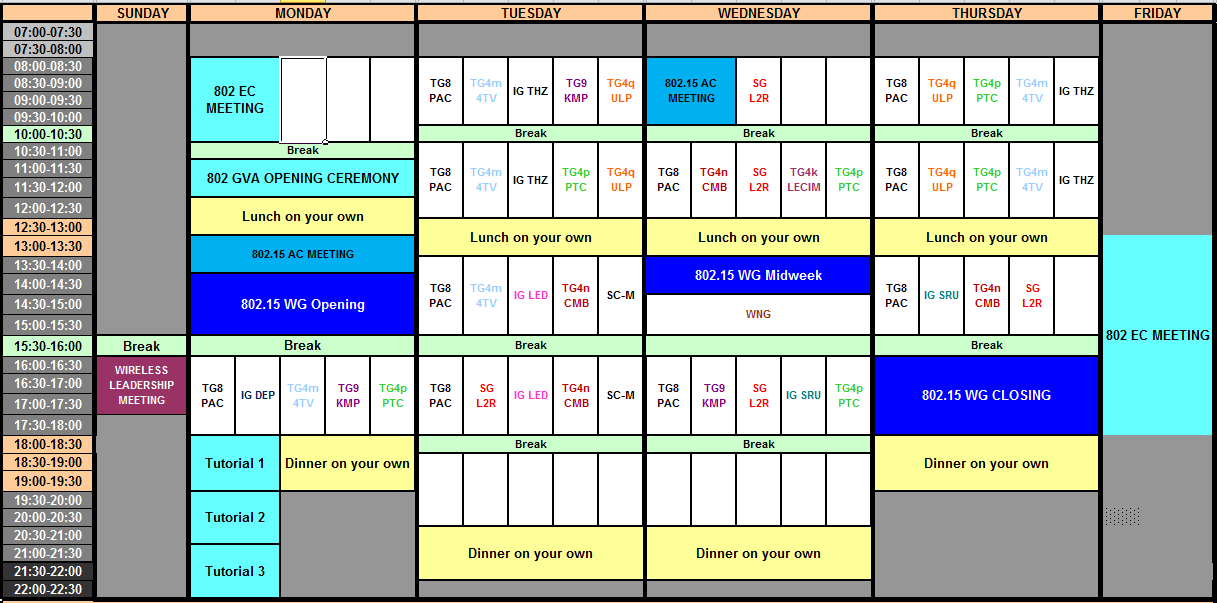 SUNDAY MONDAY TUESDAY WEDNESDAY THURSDAY FRIDAY
07:00-07:30
07:30-08:00
08:00-08:30
08:30-09:00
09:00-09:30
09:30-10:00
10:00-10:30
10:30-11:00
11:00-11:30
11:30-12:00
12:00-12:30
12:30-13:00
13:00-13:30
13:30-14:00
14:00-14:30
14:30-15:00
15:00-15:30
15:30-16:00
16:00-16:30
16:30-17:00
17:00-17:30
17:30-18:00
18:00-18:30
18:30-19:00
19:00-19:30
19:30-20:00
20:00-20:30
20:30-21:00
21:00-21:30
21:30-22:00
22:00-22:30
Break
WIRELESS
LEADERSHIP
MEETING
802 EC
MEETING
Break
802 GVA OPENING CEREMONY
Lunch on your own
802.15 AC MEETING
802.15 WG Opening
Break
TG8 IG DEP TG4m TG9 TG4p
PAC 4TV KMP PTC
Tutorial 1 Dinner on your own
Tutorial 2
Tutorial 3
TG8 TG4m IG THZ TG9 TG4q
PAC 4TV KMP ULP
Break
TG8 TG4m IG THZ TG4p TG4q
PAC 4TV PTC ULP
Lunch on your own
TG8 TG4m IG LED TG4n SC-M
PAC 4TV CMB
Break
TG8 SG IG LED TG4n SC-M
PAC L2R CMB
Break
Dinner on your own
802.15 AC SG
MEETING L2R
Break
TG8 TG4n SG TG4k TG4p
PAC CMB L2R LECIM PTC
Lunch on your own
802.15 WG Midweek
WNG
TG8 TG9 SG IG SRU TG4p
PAC KMP L2R PTC
Break
Dinner on your own
TG8 TG4q TG4p TG4m IG THZ
PAC ULP PTC 4TV
Break
TG8 TG4q TG4p TG4m IG THZ
PAC ULP PTC 4TV
Lunch on your own
TG8 IG SRU TG4n SG
PAC CMB L2R
Break
802.15 WG CLOSING
Dinner on your own
802 EC MEETING